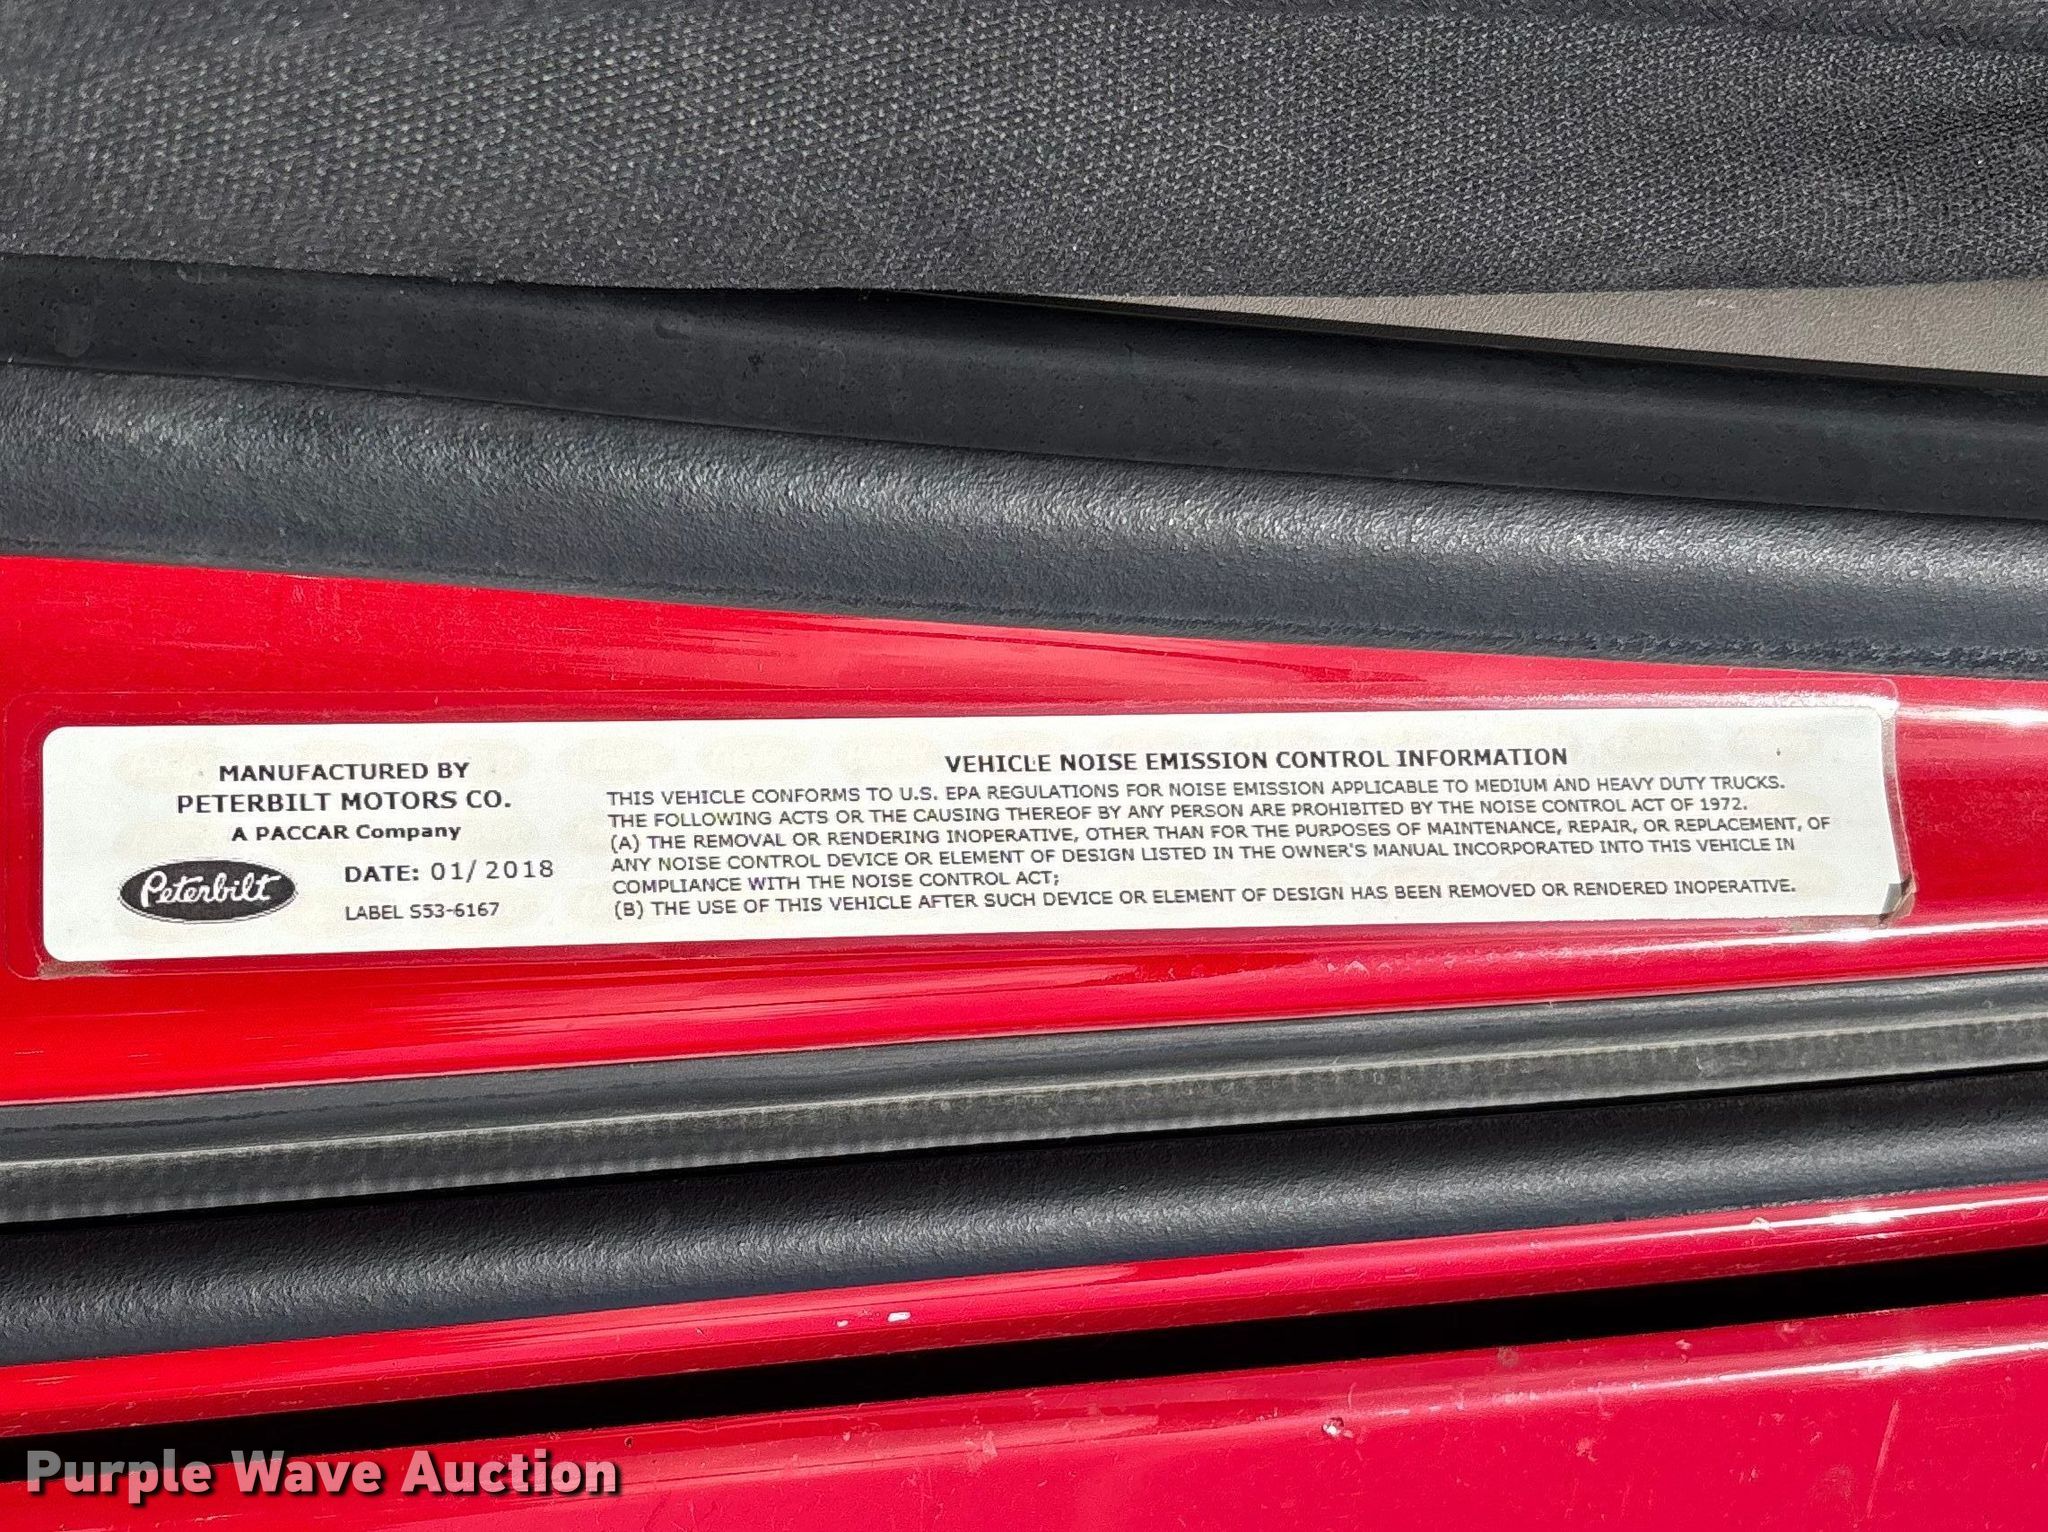 MANUFACTURED BY
PETERBILT MOTORS CO.
A PACCAR Company
Peterbilt
DATE: 01/2018
LABEL S53-6167
VEHICLE NOISE EMISSION CONTROL INFORMATION
THIS VEHICLE CONFORMS TO U.S. EPA REGULATIONS FOR NOISE EMISSION APPLICABLE TO MEDIUM AND HEAVY DUTY TRUCKS.
THE FOLLOWING ACTS OR THE CAUSING THEREOF BY ANY PERSON ARE PROHIBITED BY THE NOISE CONTROL ACT OF 1972.
(A) THE REMOVAL OR RENDERING INOPERATIVE, OTHER THAN FOR THE PURPOSES OF MAINTENANCE, REPAIR, OR REPLACEMENT, OF
ANY NOISE CONTROL DEVICE OR ELEMENT OF DESIGN LISTED IN THE OWNER'S MANUAL INCORPORATED INTO THIS VEHICLE IN
COMPLIANCE WITH THE NOISE CONTROL ACT;
(B) THE USE OF THIS VEHICLE AFTER SUCH DEVICE OR ELEMENT OF DESIGN HAS BEEN REMOVED OR RENDERED INOPERATIVE.
Purple Wave Auction